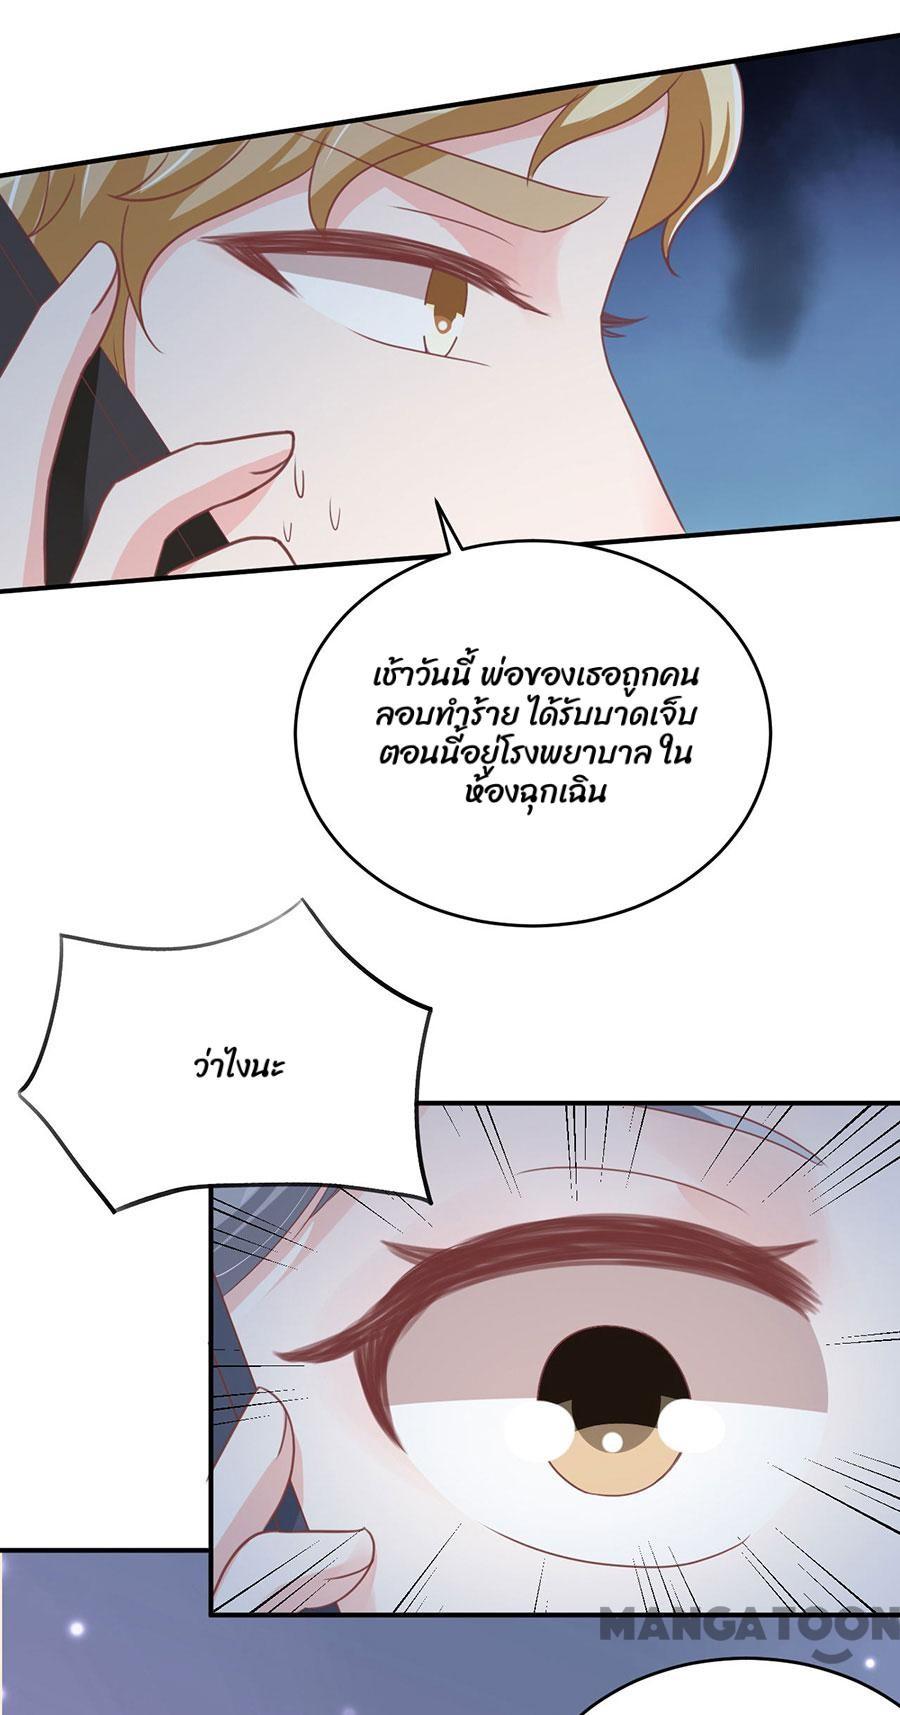 เช้าวันนี้ พ่อของเธอถูกคน
ลอบทำร้าย ได้รับบาดเจ็บ
ตอนนี้อยู่โรงพยาบาล ใน
ห้องฉุกเฉิน
ว่าไงนะ
MANGATOON